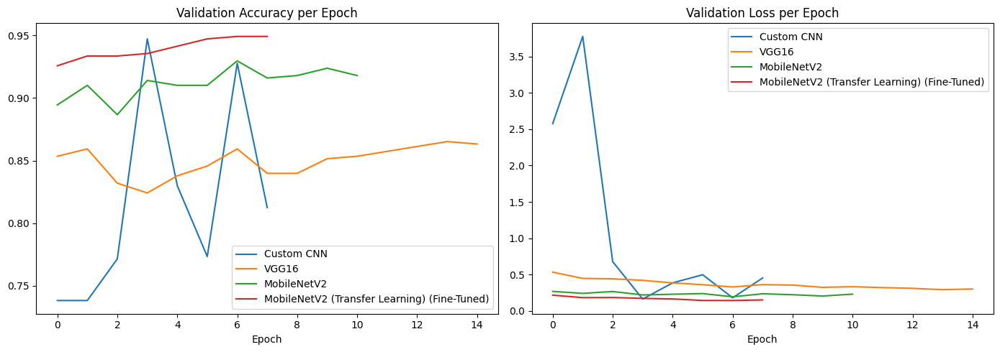 Validation Accuracy per Epoch
0.95
0.90
0.85
0.80
0.75
Custom CNN
VGG16
MobileNetV2
MobileNetV2 (Transfer Learning) (Fine-Tuned)
0 2 4 6 8 10 12 14
Epoch
Validation Loss per Epoch
3.5
3.0
2.5
2.0
1.5
1.0
0.5
0.0
Custom CNN
VGG16
MobileNetV2
MobileNetV2 (Transfer Learning) (Fine-Tuned)
0 2 4 6 8 10 12 14
Epoch